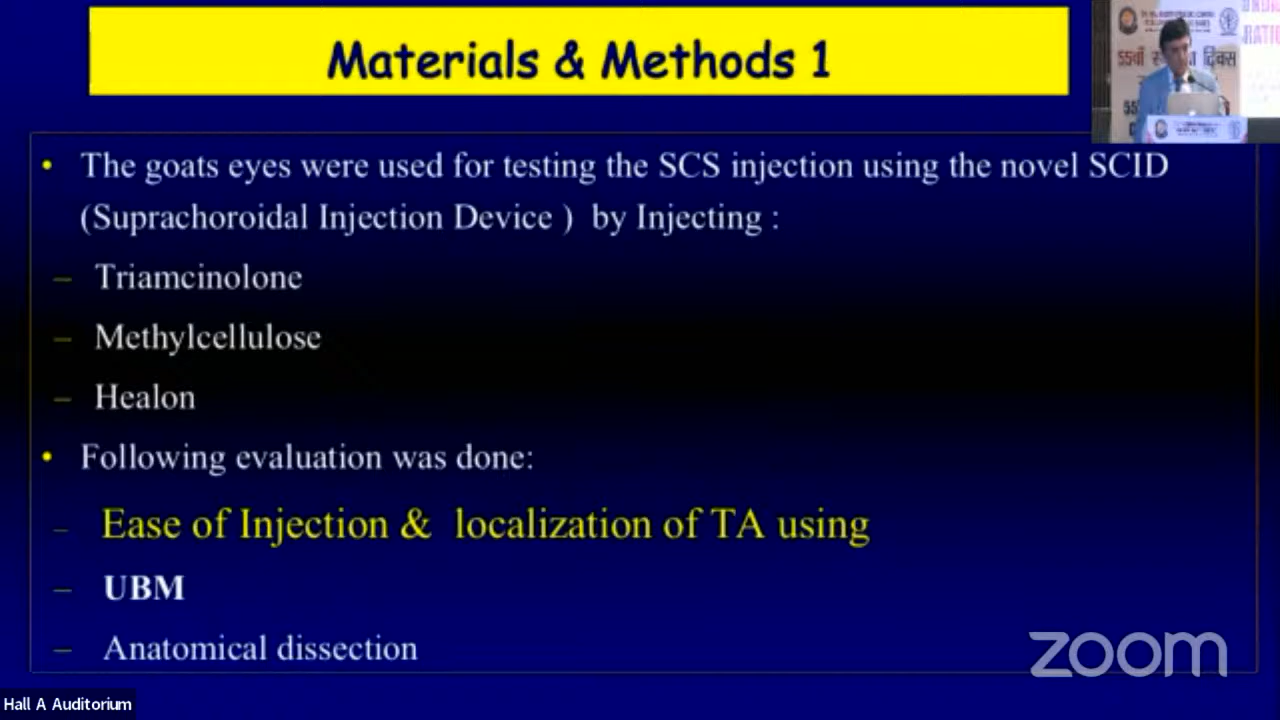 Materials & Methods 1
55वाँ
दिवस
• The goats eyes were used for testing the SCS injection using the novel SCID
(Suprachoroidal Injection Device ) by Injecting :
– Triamcinolone
– Methylcellulose
– Healon
• Following evaluation was done:
– Ease of Injection & localization of TA using
– UBM
– Anatomical dissection
zoom
Hall A Auditorium